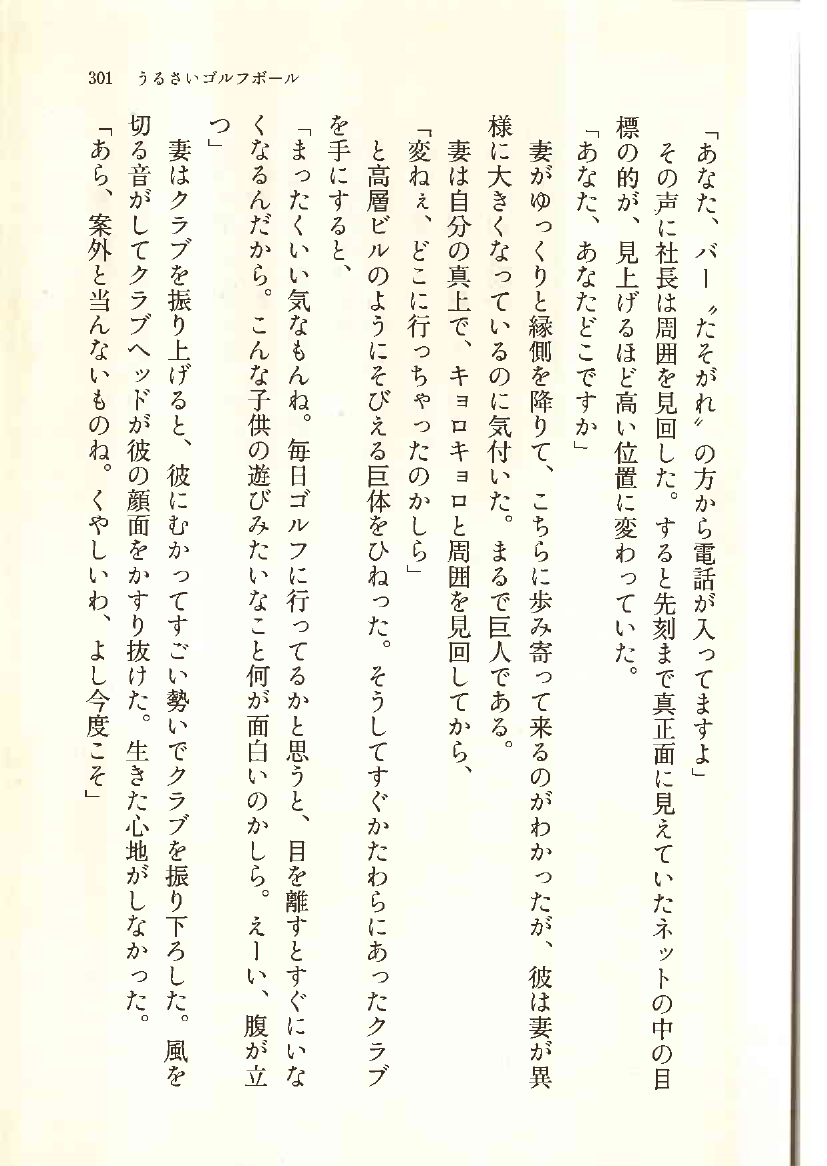 301　うるさいゴルフボール
「あなた、バー〝たそがれ〟の方から電話が入ってますよ」
その声に社長は周囲を見回した。すると先刻まで真正面に見えていたネットの中の目
標の的が、見上げるほど高い位置に変わっていた。
「あなた、あなたどこですか」
妻がゆっくりと縁側を降りて、こちらに歩み寄って来るのがわかったが、彼は妻が異
様に大きくなっているのに気付いた。まるで巨人である。
妻は自分の真上で、キョロキョロと周囲を見回してから、
「変ねぇ、どこに行っちゃったのかしら」
と高層ビルのようにそびえる巨体をひねった。そうしてすぐかたわらにあったクラブ
を手にすると、
「まったくいい気なもんね。毎日ゴルフに行ってるかと思うと、目を離すとすぐにいな
くなるんだから。こんな子供の遊びみたいなこと何が面白いのかしら。えーい、腹が立
つ」
妻はクラブを振り上げると、彼にむかってすごい勢いでクラブを振り下ろした。風を
切る音がしてクラブヘッドが彼の顔面をかすり抜けた。生きた心地がしなかった。
「あら、案外と当んないものね。くやしいわ、よし今度こそ」